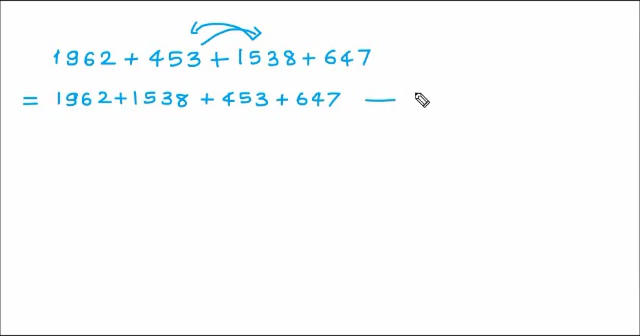 1962 + 453 + 1538 + 647
= 1962+1538 + 453 + 647 —